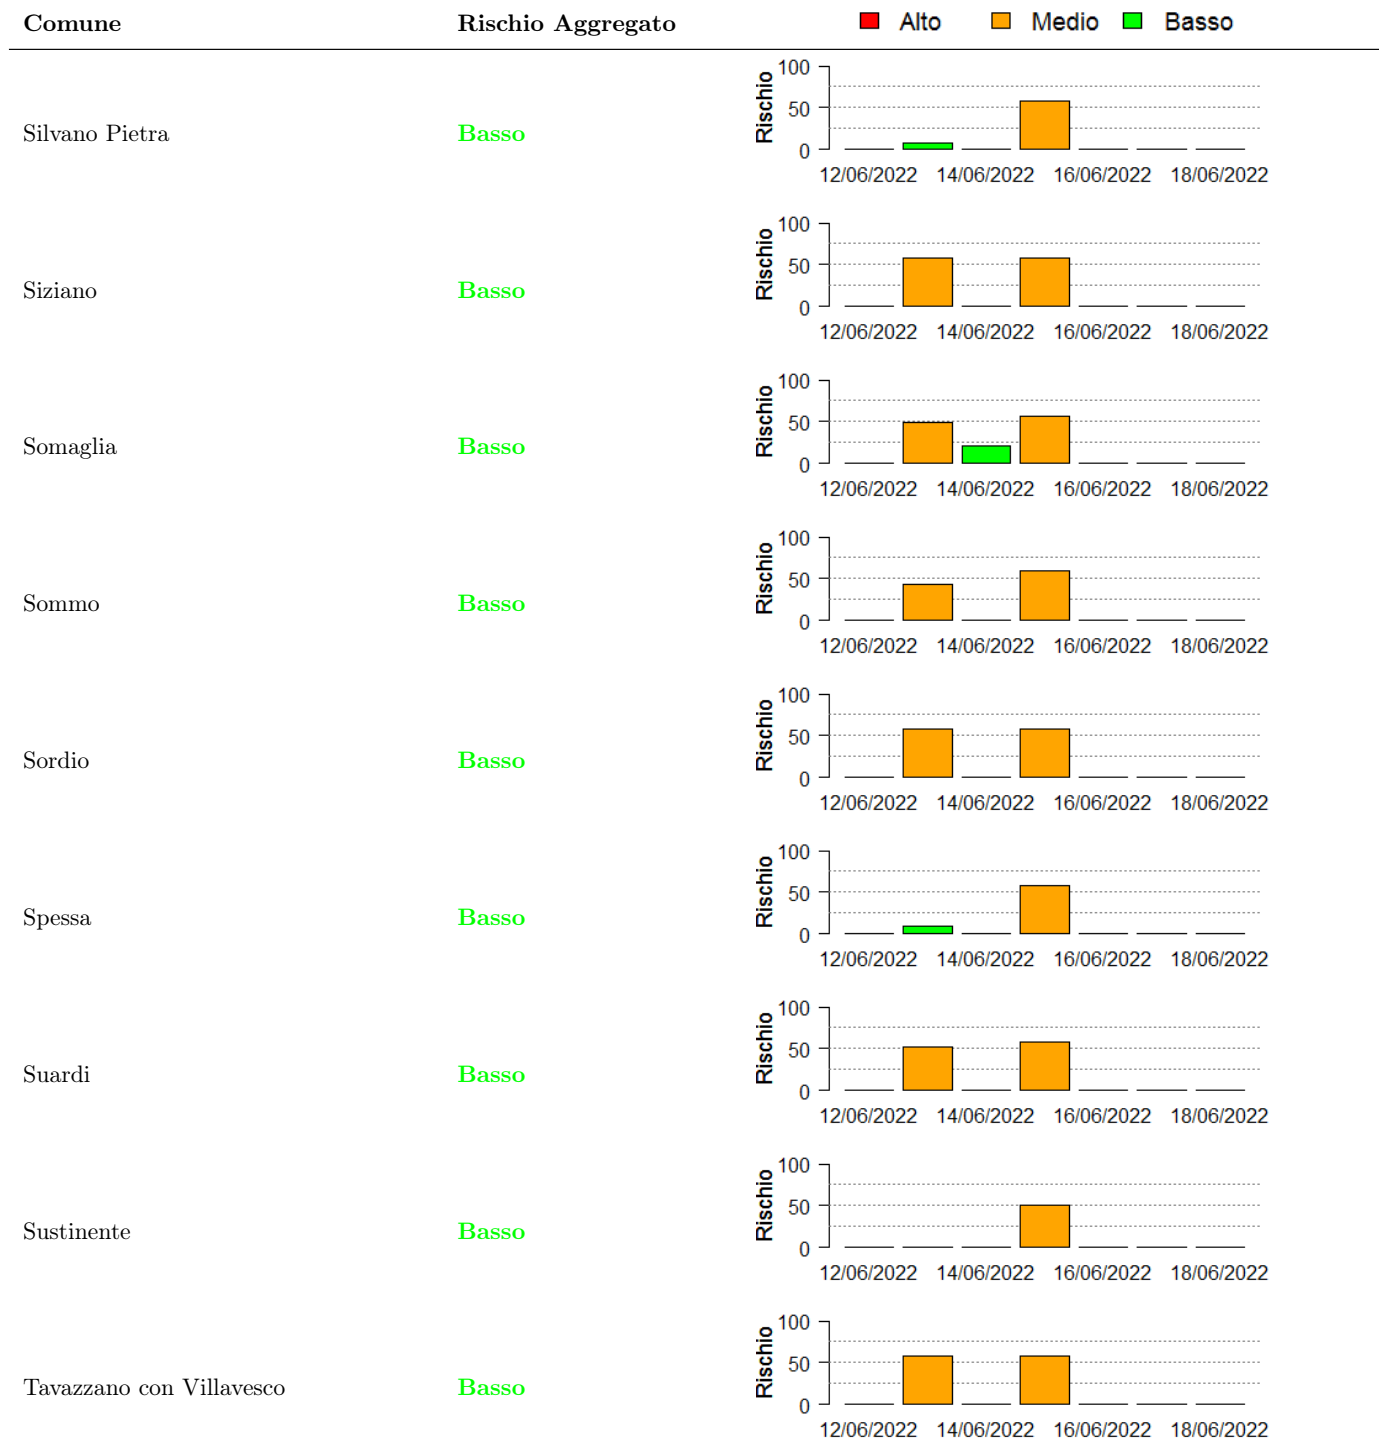 Comune Rischio Aggregato Alto Medio Basso
100
50
0
Rischio
Silvano Pietra Basso
12/06/2022 14/06/2022 16/06/2022 18/06/2022
100
50
0
Rischio
Siziano Basso
12/06/2022 14/06/2022 16/06/2022 18/06/2022
100
50
0
Rischio
Somaglia Basso
12/06/2022 14/06/2022 16/06/2022 18/06/2022
100
50
0
Rischio
Sommo Basso
12/06/2022 14/06/2022 16/06/2022 18/06/2022
100
50
0
Rischio
Sordio Basso
12/06/2022 14/06/2022 16/06/2022 18/06/2022
100
50
0
Rischio
Spessa Basso
12/06/2022 14/06/2022 16/06/2022 18/06/2022
100
50
0
Rischio
Suardi Basso
12/06/2022 14/06/2022 16/06/2022 18/06/2022
100
50
0
Rischio
Sustinente Basso
12/06/2022 14/06/2022 16/06/2022 18/06/2022
100
50
0
Rischio
Tavazzano con Villavesco Basso
12/06/2022 14/06/2022 16/06/2022 18/06/2022